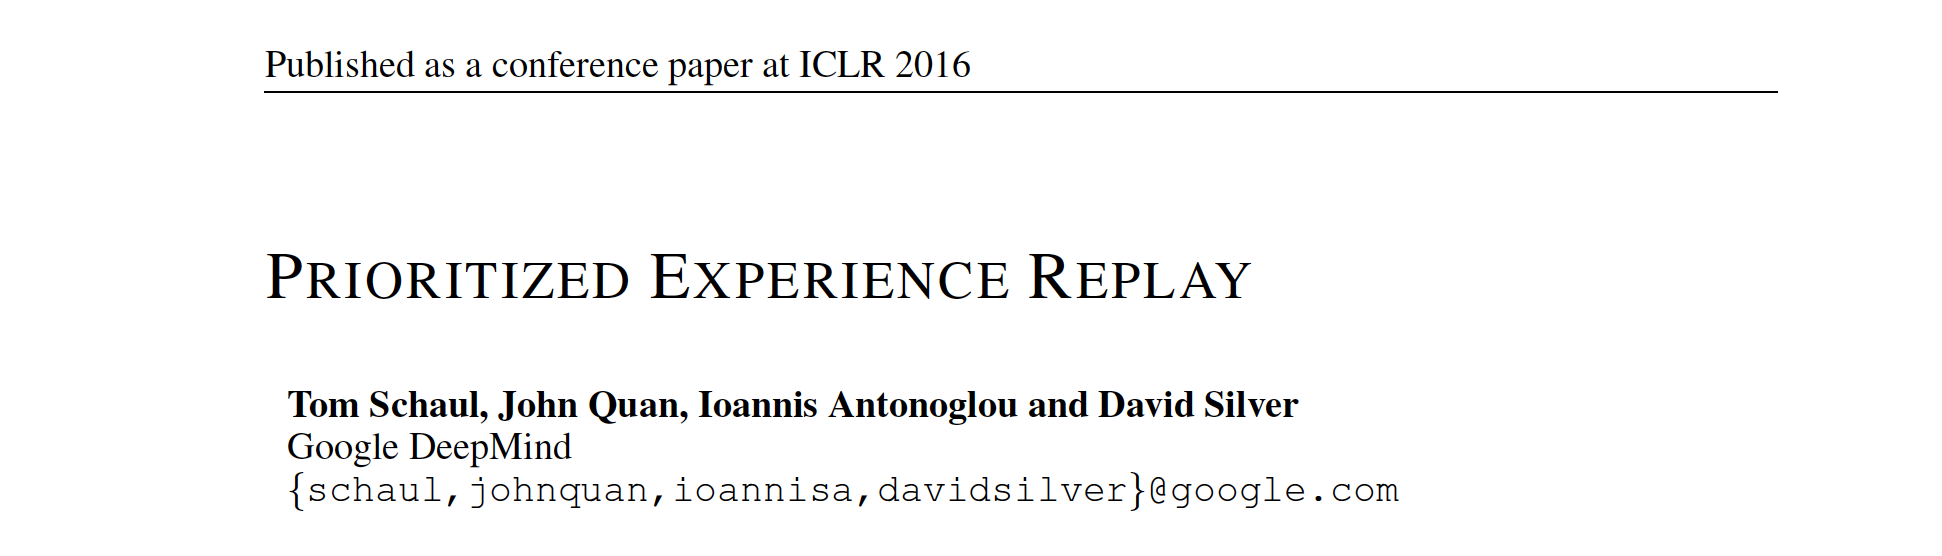 Published as a conference paper at ICLR 2016
PRIORITIZED EXPERIENCE REPLAY
Tom Schaul, John Quan, Ioannis Antonoglou and David Silver
Google DeepMind
{schaul,johnquan,ioannisa,davidsilver}@google.com